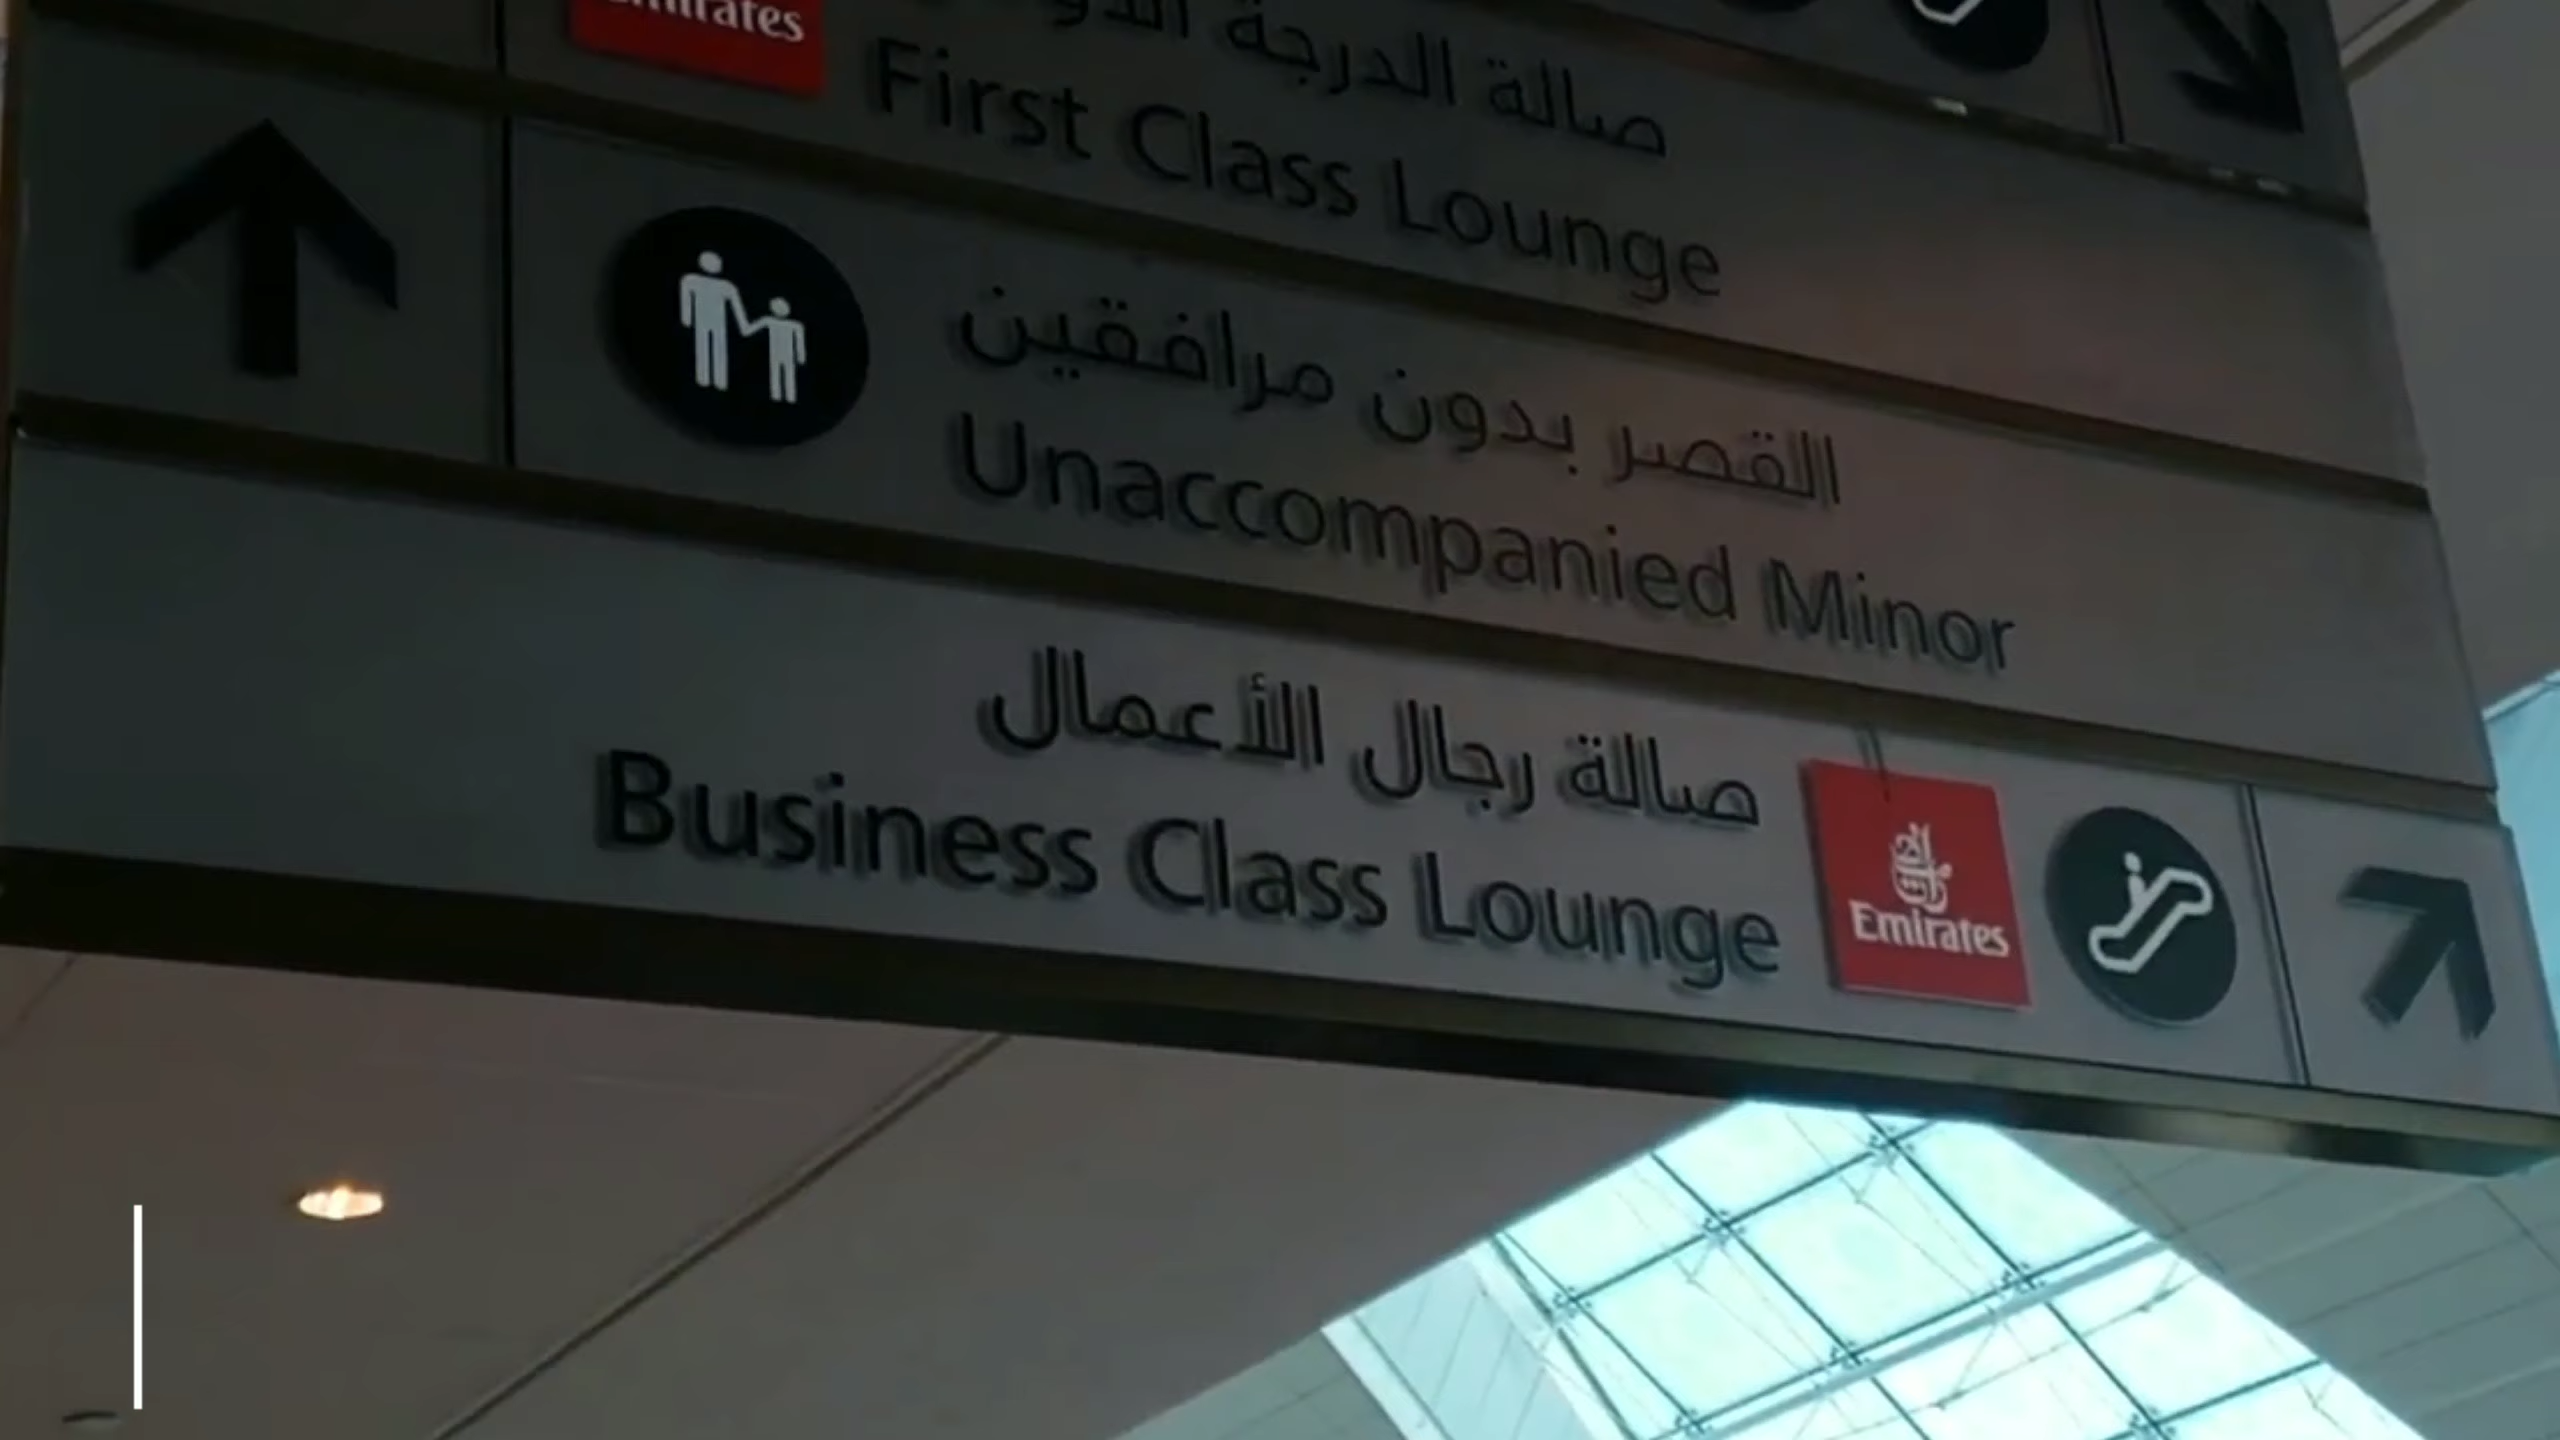 Emirates
صالة الدرجة
First Class Lounge
القصر بدون مرافقين
Unaccompanied Minor
صالة رجال الأعمال
Business Class Lounge
Emirates